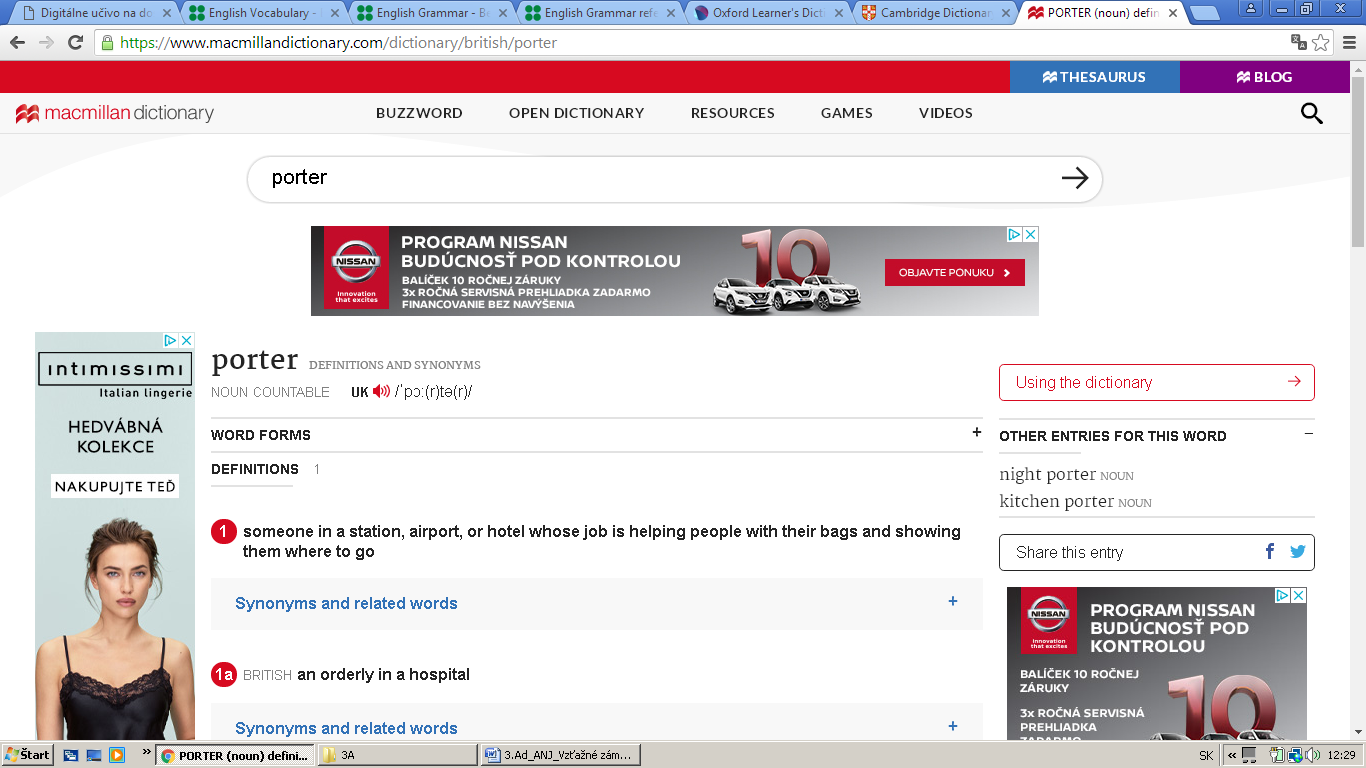 Digitálne učivo na do
English Vocabulary -
English Grammar - Be
English Grammar refe
Oxford Learner's Dict
Cambridge Dictionar
PORTER (noun) defin
https://www.macmillandictionary.com/dictionary/british/porter
THESAURUS
BLOG
macmillan dictionary
BUZZWORD
OPEN DICTIONARY
RESOURCES
GAMES
VIDEOS
porter
NISSAN
Innovation
that excites
PROGRAM NISSAN
BUDÚCNOSŤ POD KONTROLOU
BALÍČEK 10 ROČNEJ ZÁRUKY
3X ROČNÁ SERVISNÁ PREHLIADKA ZADARMO
FINANCOVANIE BEZ NAVÝŠENIA
10
OBJAVTE PONUKU
intimissimi
Italian lingerie
HEDVÁBNÁ
KOLEKCE
NAKUPUJTE TEĎ
porter DEFINITIONS AND SYNONYMS
NOUN COUNTABLE UK /ˈpɔː(r)tə(r)/
WORD FORMS +
DEFINITIONS 1
1 someone in a station, airport, or hotel whose job is helping people with their bags and showing
them where to go
Synonyms and related words +
1a BRITISH an orderly in a hospital
Synonyms and related words +
Using the dictionary
OTHER ENTRIES FOR THIS WORD −
night porter NOUN
kitchen porter NOUN
Share this entry
NISSAN
Innovation
that excites
PROGRAM NISSAN
BUDÚCNOSŤ POD
KONTROLOU
BALÍČEK 10 ROČNEJ
ZÁRUKY
3X ROČNÁ SERVISNÁ
PREHLIADKA
ZADARMO
10
Štart
»
PORTER (noun) defini...
3A
3.Ad_ANJ_Vzťažné zám...
SK
«
12:29